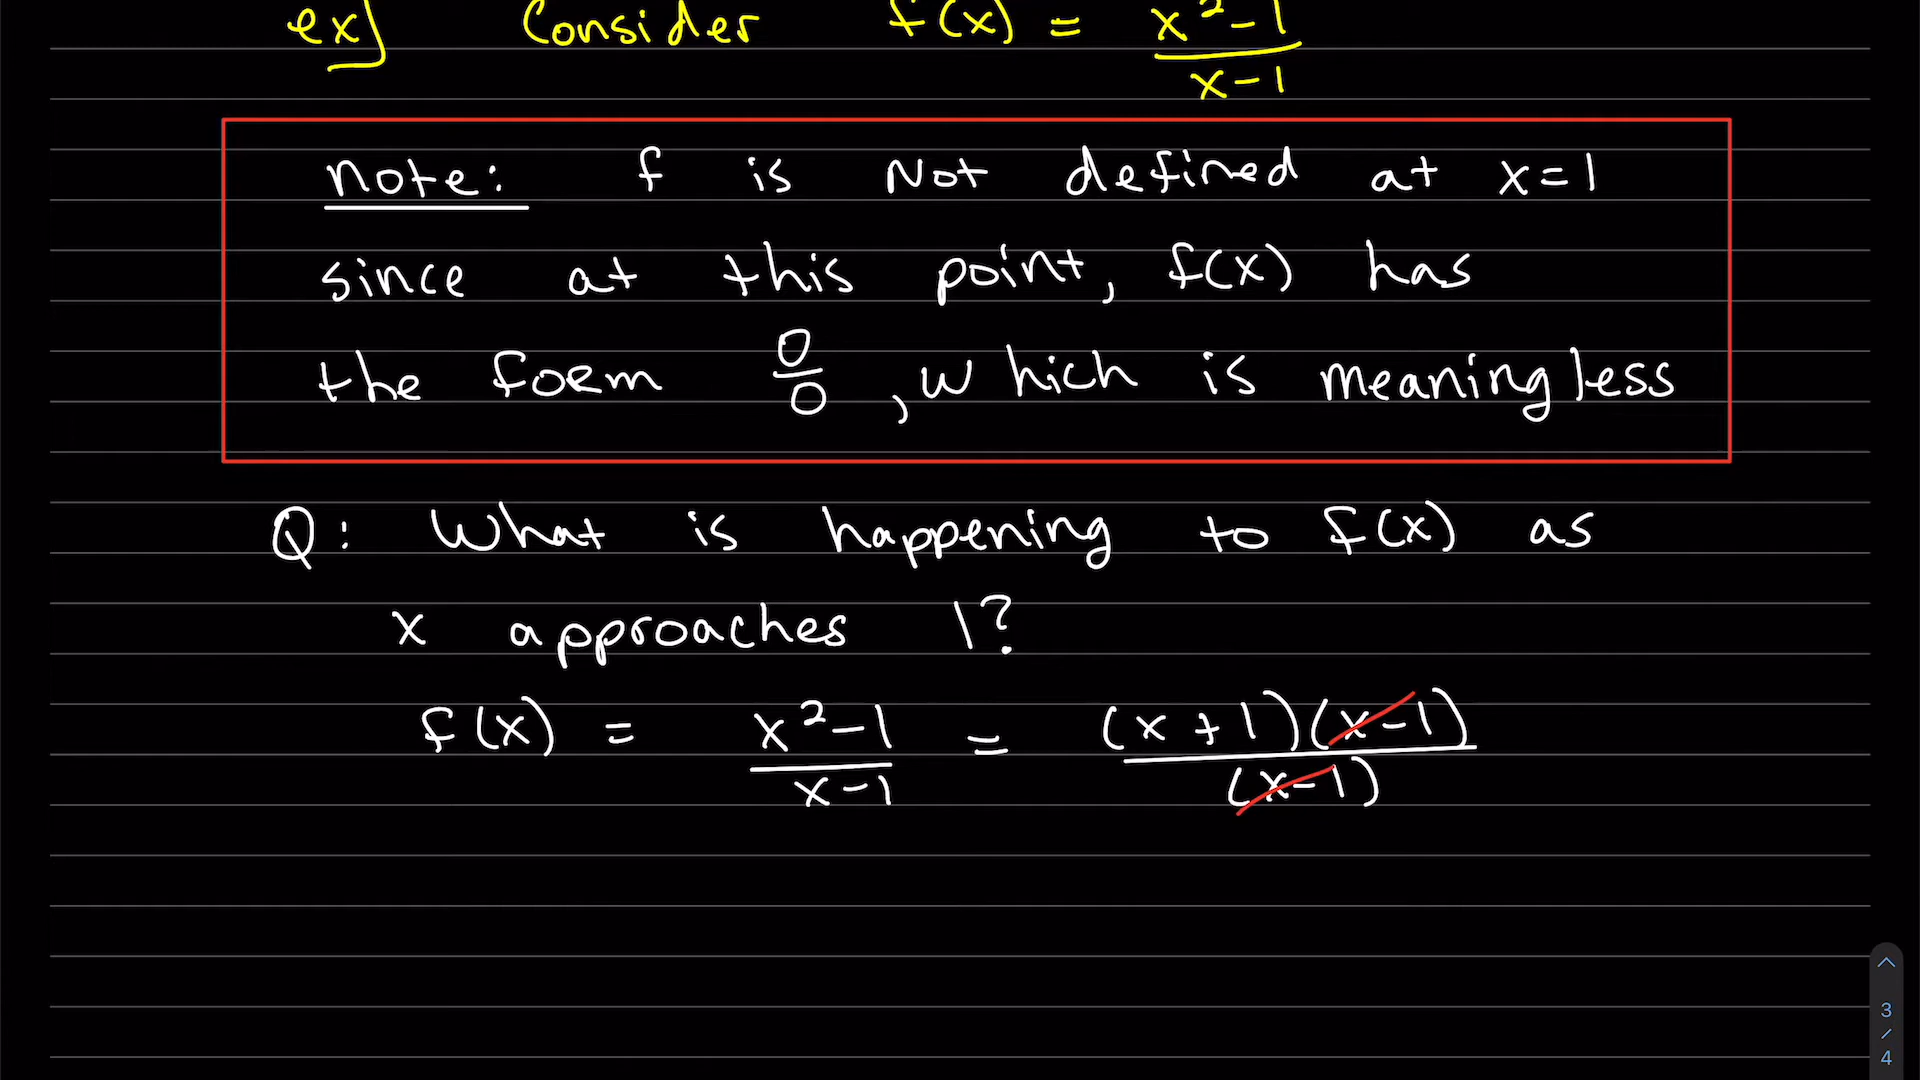 ex] Consider f(x) = x²-1 / x-1
note: f is Not defined at x=1
since at this point, f(x) has
the form 0/0, which is meaningless
Q: What is happening to f(x) as
x approaches 1?
f(x) = x²-1 / x-1 = (x+1)(x-1) / (x-1)
3
/
4